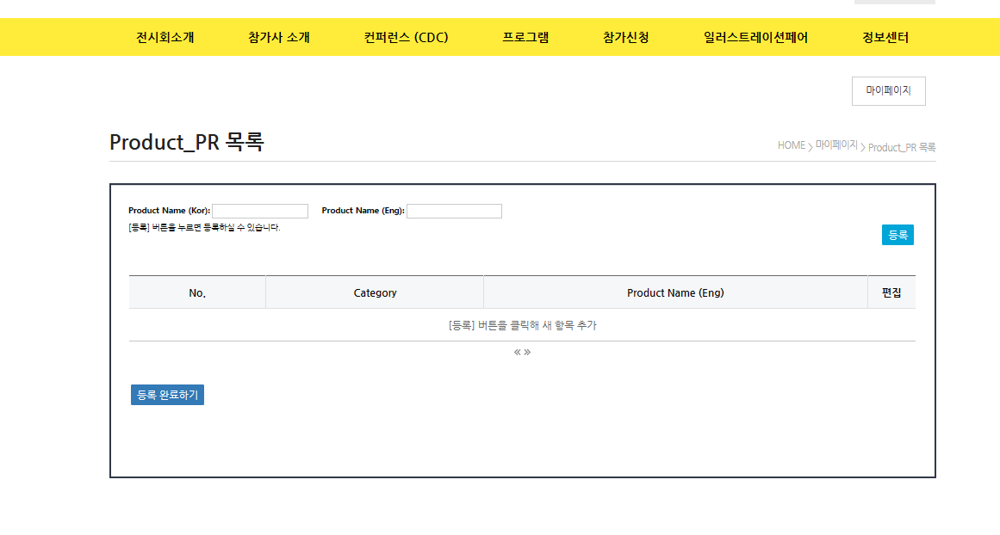 전시회소개 참가사 소개 컨퍼런스 (CDC) 프로그램 참가신청 일러스트레이션페어 정보센터
마이페이지
Product_PR 목록
HOME > 마이페이지 > Product_PR 목록
Product Name (Kor): Product Name (Eng):
[등록] 버튼을 누르면 등록하실 수 있습니다.
등록
No. Category Product Name (Eng) 편집
[등록] 버튼을 클릭해 새 항목 추가
« »
등록 완료하기